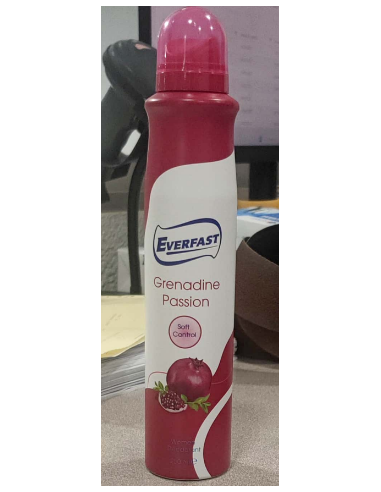 EVERFAST
Grenadine
Passion
Soft
Control